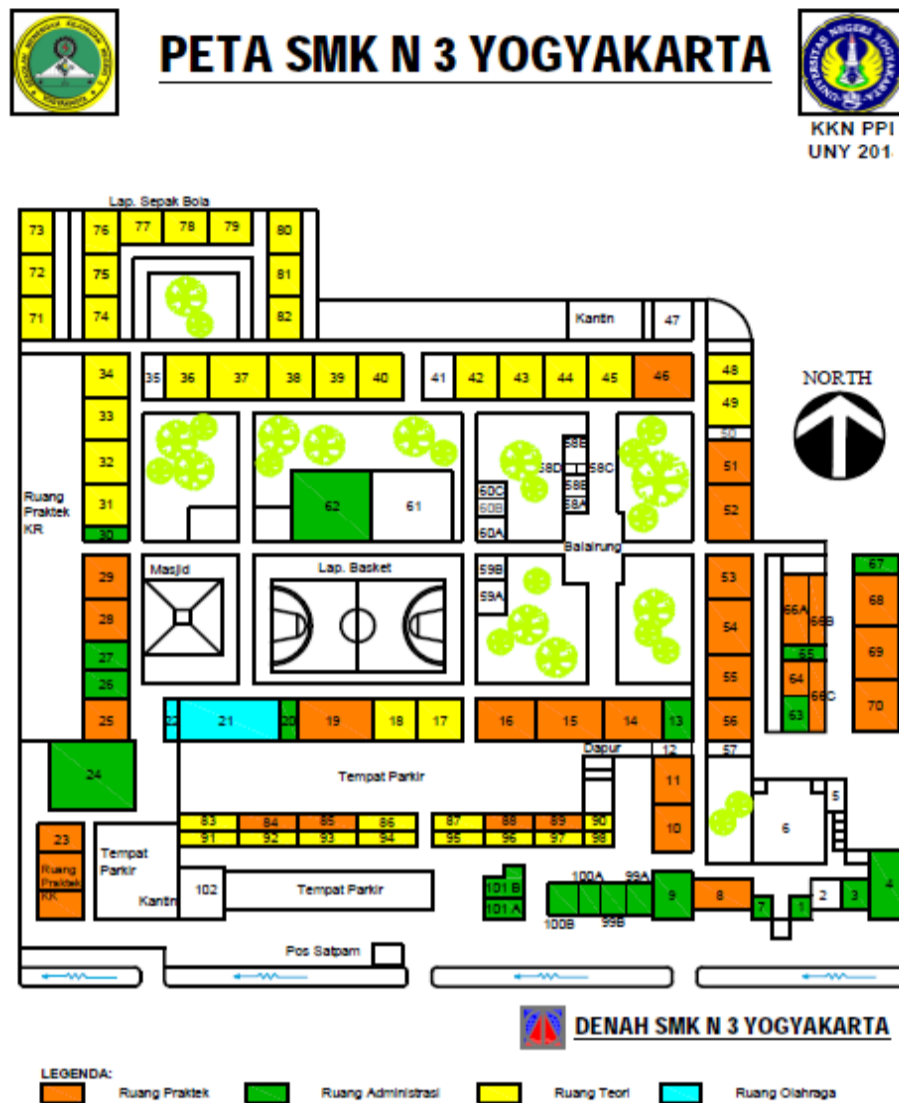 PETA SMK N 3 YOGYAKARTA
KKN PPI
UNY 201
Lap. Sepak Bola
73 76 77 78 79 80
72 75 81
71 74 82
Kantin 47
34 35 36 37 38 39 40 41 42 43 44 45 46 48
NORTH
33 49
50
32 58E 51
58D 58C
31 62 61 60C 58B 52
Ruang
Praktek
KR
60B 58A
30 60A
Balairung
29 Masjid Lap. Basket 59B 53 67
28 59A 54 66A 66B 68
27 65 69
26 55 64 66C
25 22 21 20 19 18 17 16 15 14 13 56 63 70
Dapur 12 57
24 Tempat Parkir 11
5
83 84 85 86 87 88 89 90 10 6
91 92 93 94 95 96 97 98
23
Tempat
Parkir
Ruang
Praktek
KK
Kantin 102 Tempat Parkir
101 B 100A 99A 9 8 2 3 4
101 A 100B 99B 7 1
Pos Satpam
DENAH SMK N 3 YOGYAKARTA
LEGENDA:
Ruang Praktek Ruang Administrasi Ruang Teori Ruang Olahraga